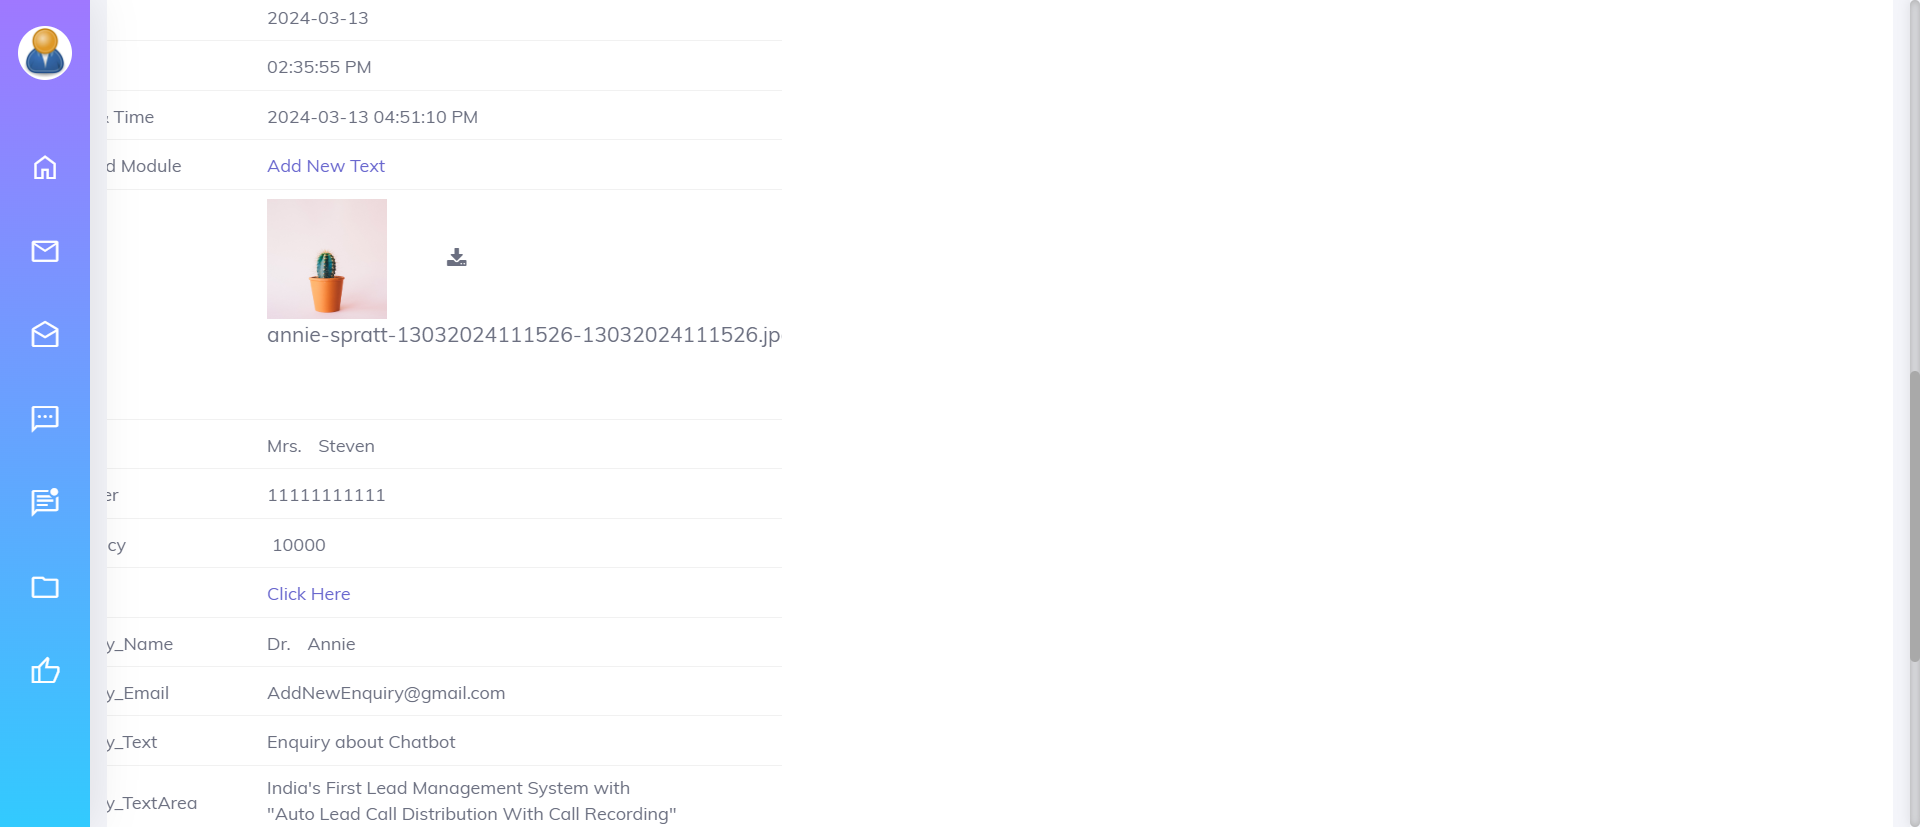 2024-03-13
02:35:55 PM
Time 2024-03-13 04:51:10 PM
Module Add New Text
annie-spratt-13032024111526-13032024111526.jp
Mrs. Steven
er 11111111111
cy 10000
Click Here
y_Name Dr. Annie
y_Email AddNewEnquiry@gmail.com
y_Text Enquiry about Chatbot
India's First Lead Management System with
y_TextArea
"Auto Lead Call Distribution With Call Recording"